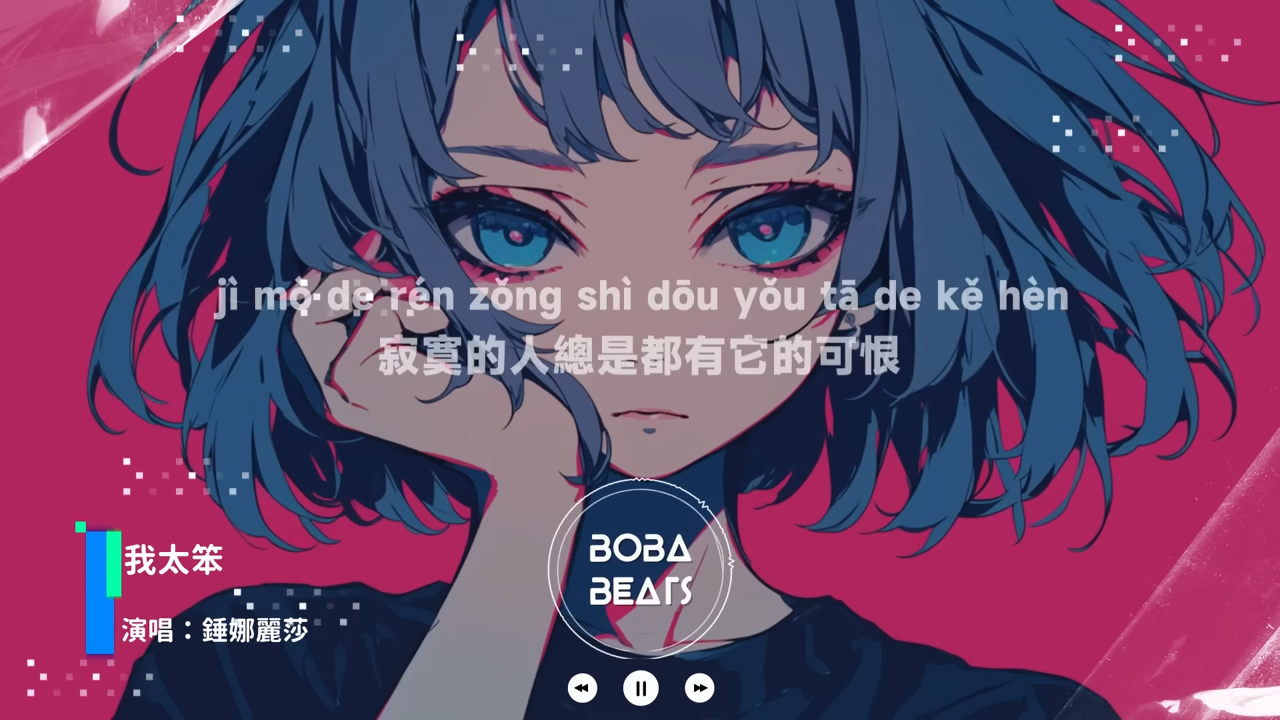 jì mò de rén zǒng shì dōu yǒu tā de kě hèn
寂寞的人總是都有它的可恨
BOBA
BEATS
我太笨
演唱：錘娜麗莎